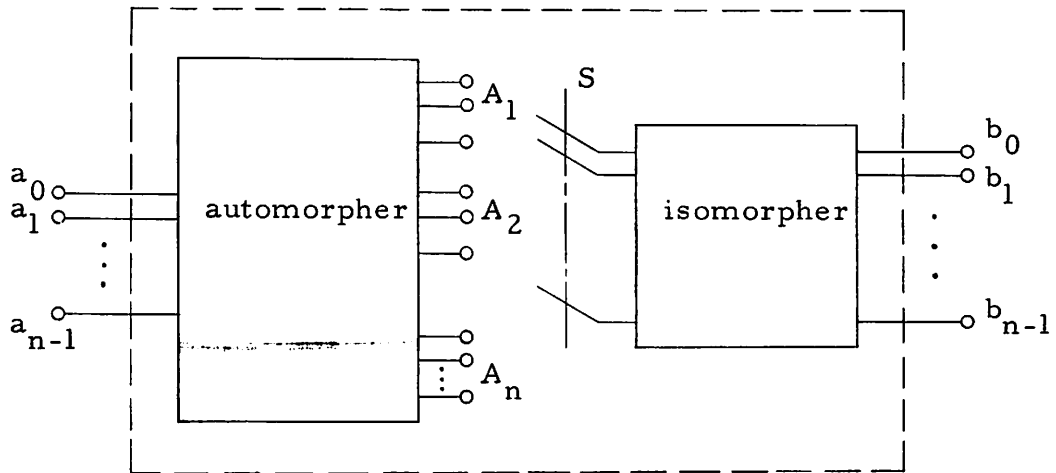 a0
a1
an-1
automorpher
A1
A2
An
S
isomorpher
b0
b1
bn-1